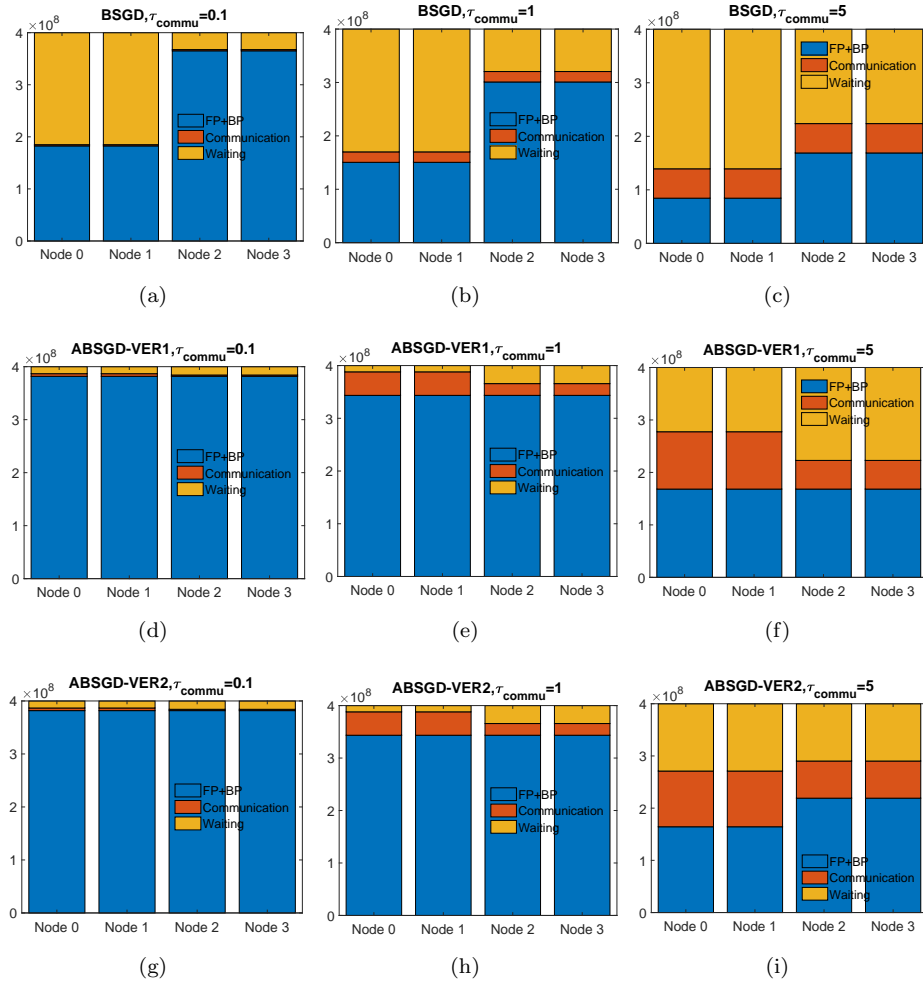 BSGD,τcommu=0.1
×10^8
4
3
2
1
0
FP+BP
Communication
Waiting
Node 0 Node 1 Node 2 Node 3
(a)
BSGD,τcommu=1
×10^8
4
3
2
1
0
FP+BP
Communication
Waiting
Node 0 Node 1 Node 2 Node 3
(b)
BSGD,τcommu=5
×10^8
4
3
2
1
0
FP+BP
Communication
Waiting
Node 0 Node 1 Node 2 Node 3
(c)
ABSGD-VER1,τcommu=0.1
×10^8
4
3
2
1
0
FP+BP
Communication
Waiting
Node 0 Node 1 Node 2 Node 3
(d)
ABSGD-VER1,τcommu=1
×10^8
4
3
2
1
0
FP+BP
Communication
Waiting
Node 0 Node 1 Node 2 Node 3
(e)
ABSGD-VER1,τcommu=5
×10^8
4
3
2
1
0
FP+BP
Communication
Waiting
Node 0 Node 1 Node 2 Node 3
(f)
ABSGD-VER2,τcommu=0.1
×10^8
4
3
2
1
0
FP+BP
Communication
Waiting
Node 0 Node 1 Node 2 Node 3
(g)
ABSGD-VER2,τcommu=1
×10^8
4
3
2
1
0
FP+BP
Communication
Waiting
Node 0 Node 1 Node 2 Node 3
(h)
ABSGD-VER2,τcommu=5
×10^8
4
3
2
1
0
FP+BP
Communication
Waiting
Node 0 Node 1 Node 2 Node 3
(i)